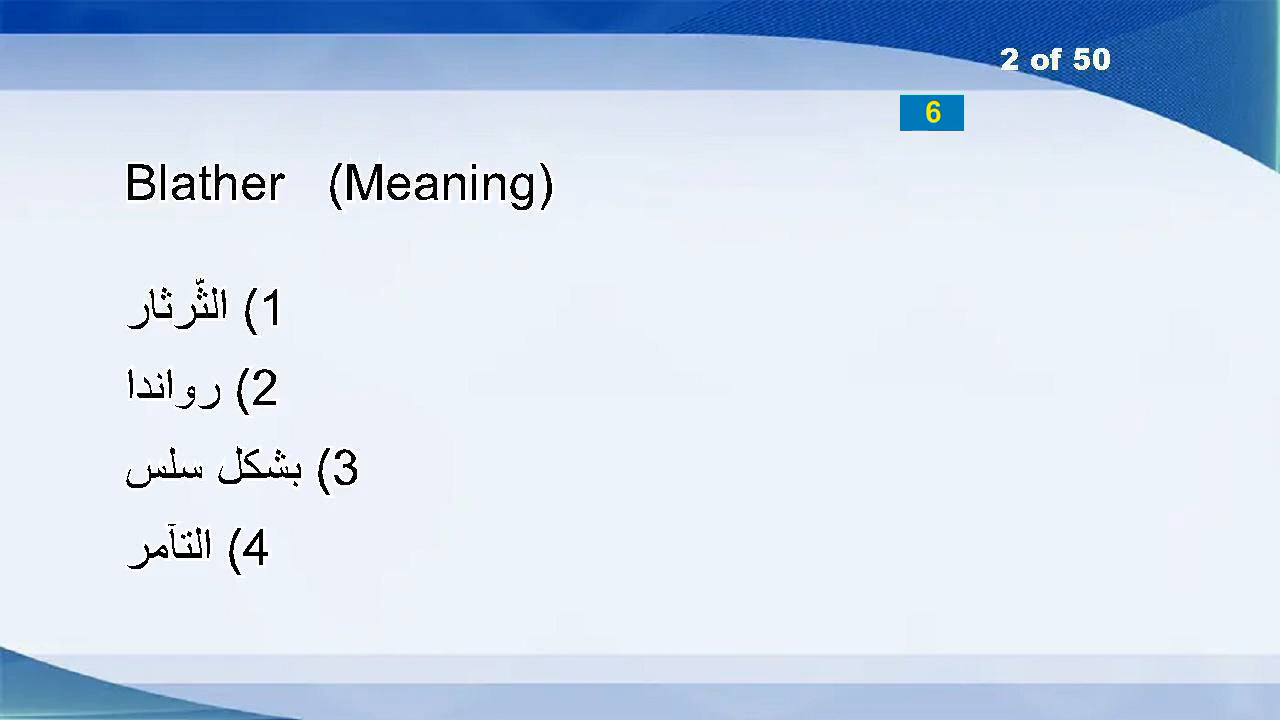 2 of 50
6
Blather (Meaning)
1) الثّرثار
2) رواندا
3) بشكل سلس
4) التآمر